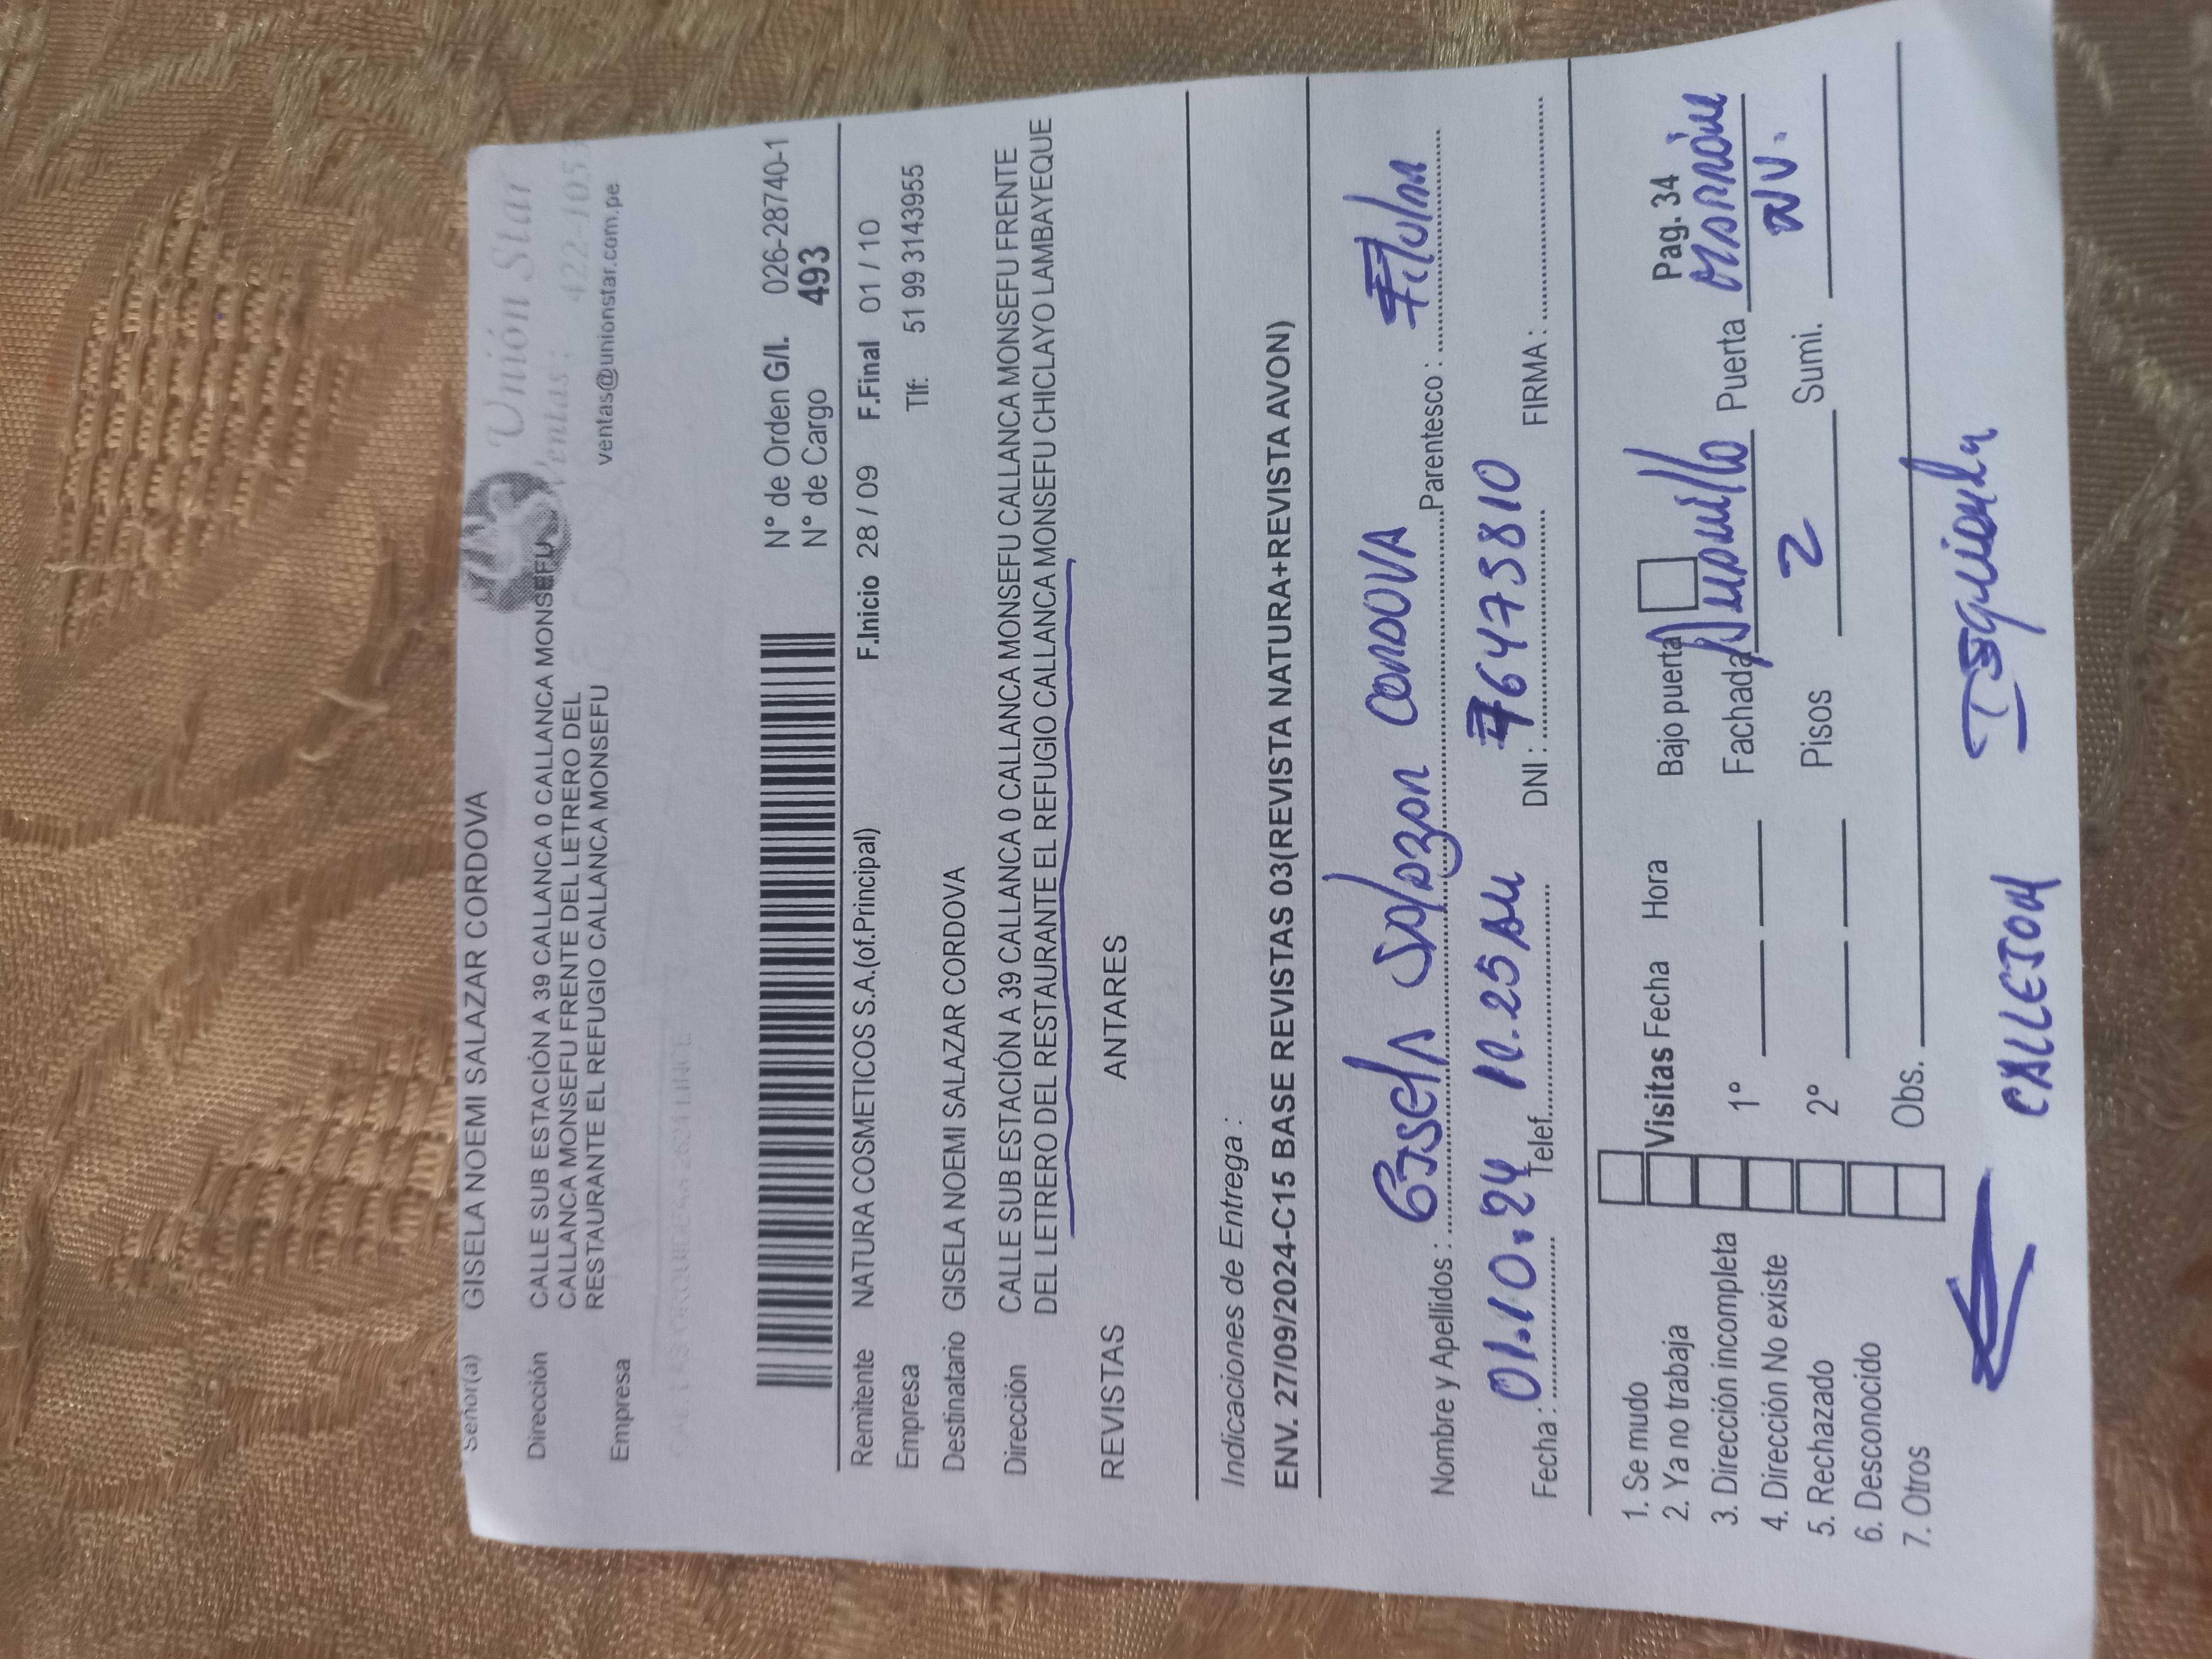 Señor(a) GISELA NOEMI SALAZAR CORDOVA
Unión Star
Dirección CALLE SUB ESTACIÓN A 39 CALLANCA 0 CALLANCA MONSEFU
CALLANCA MONSEFU FRENTE DEL LETRERO DEL
RESTAURANTE EL REFUGIO CALLANCA MONSEFU
ventas: 422-105
ventas@unionstar.com.pe
Empresa
N° de Orden G/I. 026-28740-1
N° de Cargo 493
Remitente NATURA COSMETICOS S.A.(of.Principal) F.Inicio 28 / 09 F.Final 01 / 10
Empresa Tlf: 51 99 3143955
Destinatario GISELA NOEMI SALAZAR CORDOVA
Dirección CALLE SUB ESTACIÓN A 39 CALLANCA 0 CALLANCA MONSEFU CALLANCA MONSEFU FRENTE
DEL LETRERO DEL RESTAURANTE EL REFUGIO CALLANCA MONSEFU CHICLAYO LAMBAYEQUE
REVISTAS ANTARES
Indicaciones de Entrega :
ENV. 27/09/2024-C15 BASE REVISTAS 03(REVISTA NATURA+REVISTA AVON)
Nombre y Apellidos : Gisela Salazar CORDOVA Parentesco : Titular
Fecha : 01.10.24 Telef. 10.25 AM DNI : 76473810 FIRMA :
Pag. 34
1. Se mudo
2. Ya no trabaja Visitas Fecha Hora Bajo puerta
3. Dirección incompleta 1º Fachada Puerta marrón
4. Dirección No existe
5. Rechazado 2º Pisos 2 Sumi.
6. Desconocido
7. Otros Obs.
CALLEJON Izquierda